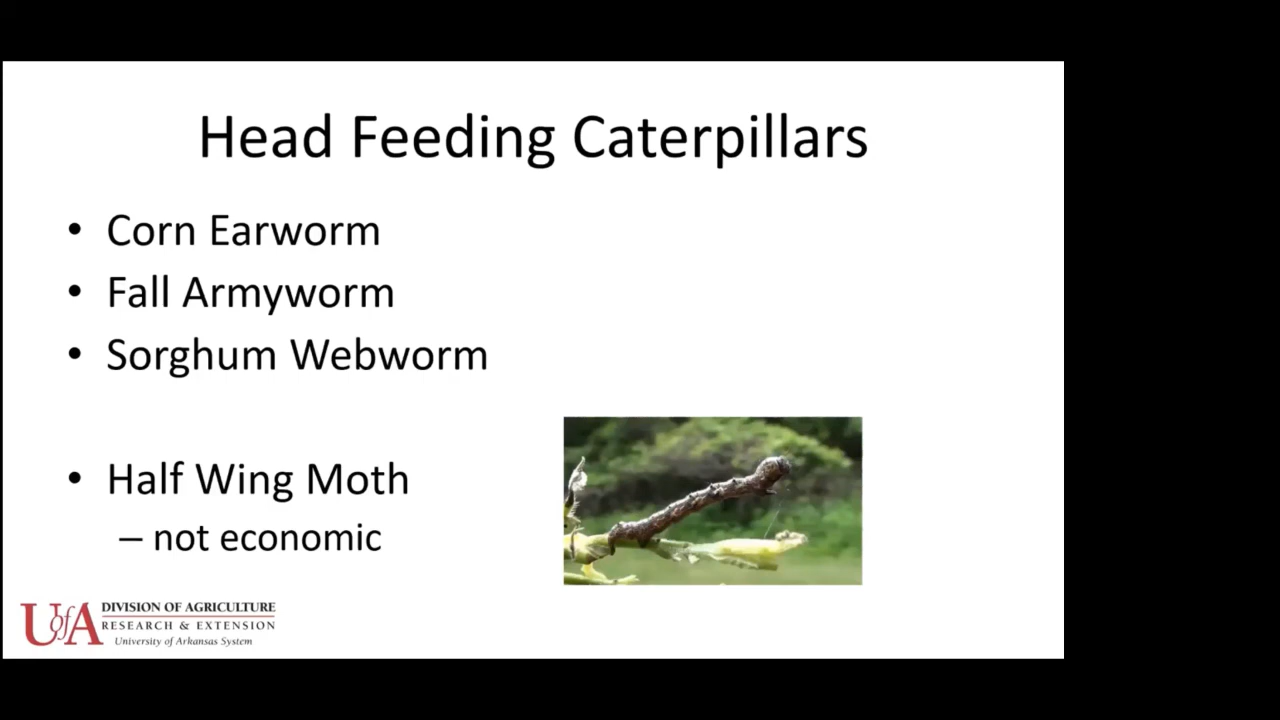 Head Feeding Caterpillars
• Corn Earworm
• Fall Armyworm
• Sorghum Webworm
• Half Wing Moth
– not economic
UofA DIVISION OF AGRICULTURE
RESEARCH & EXTENSION
University of Arkansas System